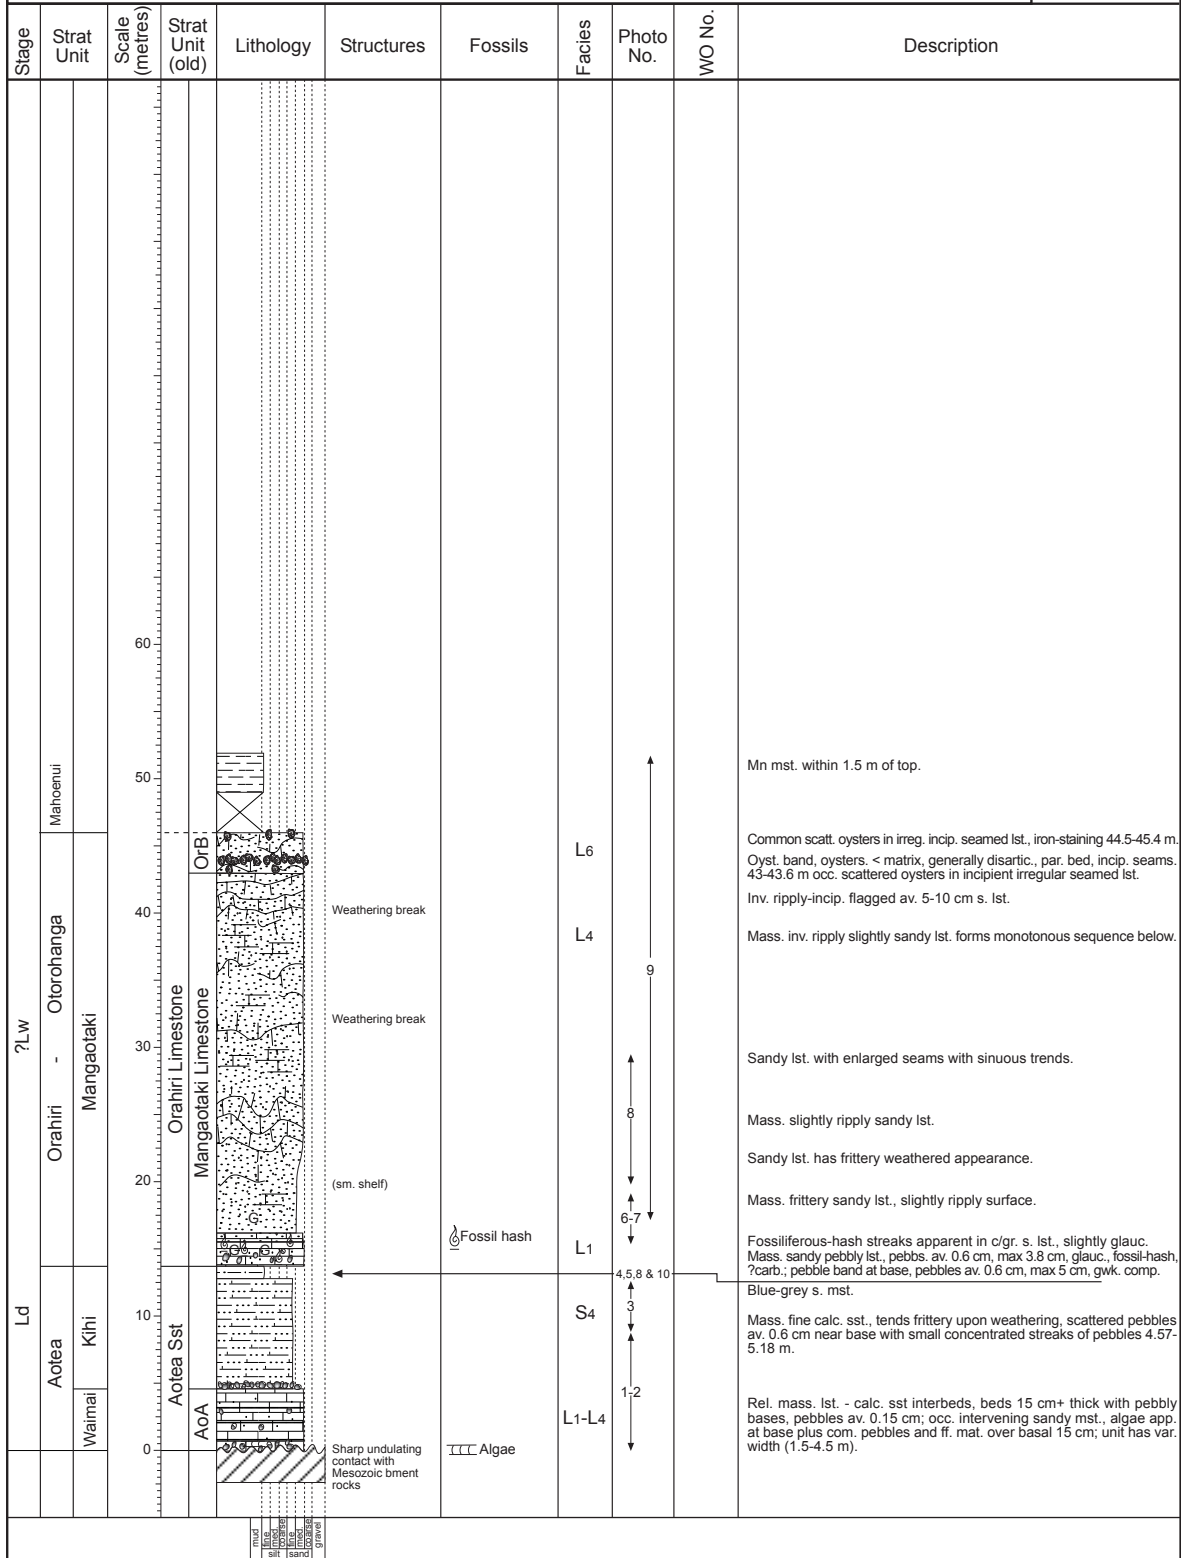 Stage
Strat
Unit
Scale
(metres)
Strat
Unit
(old)
Lithology
Structures
Fossils
Facies
Photo
No.
WO No.
Description
60
50
40
30
20
10
0
?Lw
Ld
Mahoenui
Orahiri - Otorohanga
Mangaotaki
Aotea
Kihi
Waimai
Orahiri Limestone
Mangaotaki Limestone
OrB
Aotea Sst
AoA
G
G
G
Weathering break
Weathering break
(sm. shelf)
Sharp undulating
contact with
Mesozoic bment
rocks
Fossil hash
Algae
L6
L4
L1
S4
L1-L4
9
8
6-7
4,5,8 & 10
3
1-2
Mn mst. within 1.5 m of top.
Common scatt. oysters in irreg. incip. seamed lst., iron-staining 44.5-45.4 m.
Oyst. band, oysters. < matrix, generally disartic., par. bed, incip. seams.
43-43.6 m occ. scattered oysters in incipient irregular seamed lst.
Inv. ripply-incip. flagged av. 5-10 cm s. lst.
Mass. inv. ripply slightly sandy lst. forms monotonous sequence below.
Sandy lst. with enlarged seams with sinuous trends.
Mass. slightly ripply sandy lst.
Sandy lst. has frittery weathered appearance.
Mass. frittery sandy lst., slightly ripply surface.
Fossiliferous-hash streaks apparent in c/gr. s. lst., slightly glauc.
Mass. sandy pebbly lst., pebbs. av. 0.6 cm, max 3.8 cm, glauc., fossil-hash,
?carb.; pebble band at base, pebbles av. 0.6 cm, max 5 cm, gwk. comp.
Blue-grey s. mst.
Mass. fine calc. sst., tends frittery upon weathering, scattered pebbles
av. 0.6 cm near base with small concentrated streaks of pebbles 4.57-
5.18 m.
Rel. mass. lst. - calc. sst interbeds, beds 15 cm+ thick with pebbly
bases, pebbles av. 0.15 cm; occ. intervening sandy mst., algae app.
at base plus com. pebbles and ff. mat. over basal 15 cm; unit has var.
width (1.5-4.5 m).
mud
fine
med.
coarse
fine
med.
coarse
gravel
silt
sand